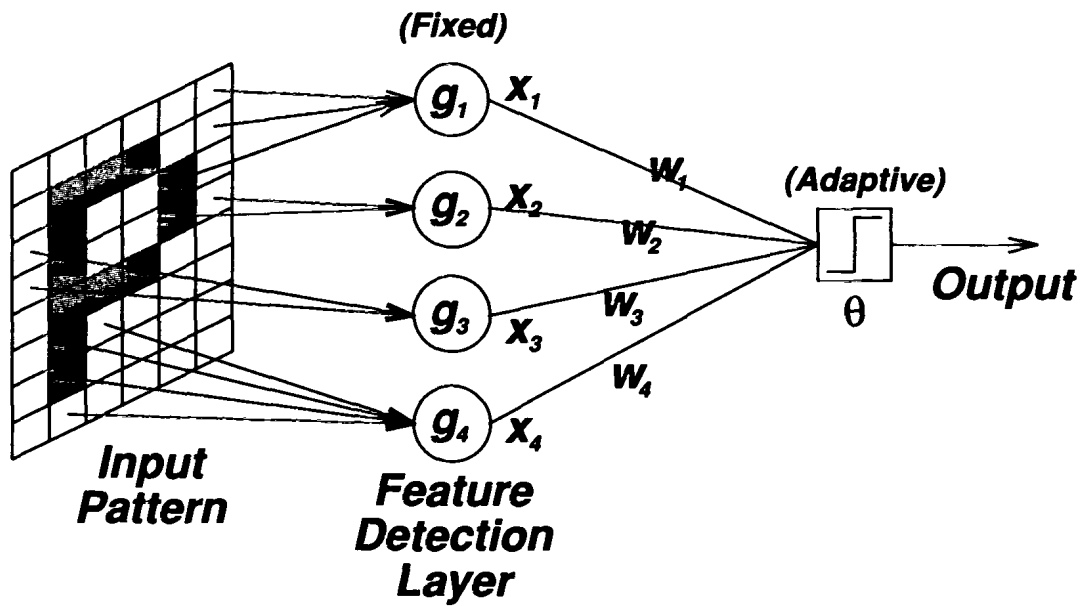 (Fixed)
g1 x1
w1
(Adaptive)
g2 x2
w2
Output
θ
g3 x3
w3
w4
g4 x4
Input
Pattern
Feature
Detection
Layer